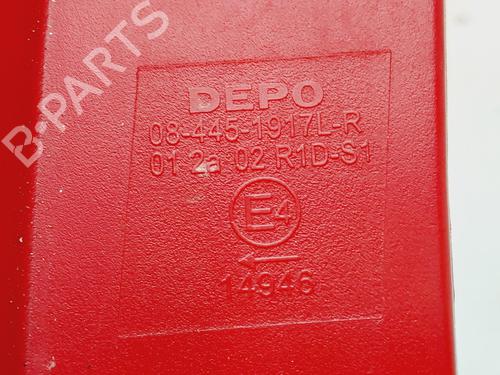 B-PARTS
DEPO
08-445-1917L-R
01 2a 02 R1D-S1
E4
14946